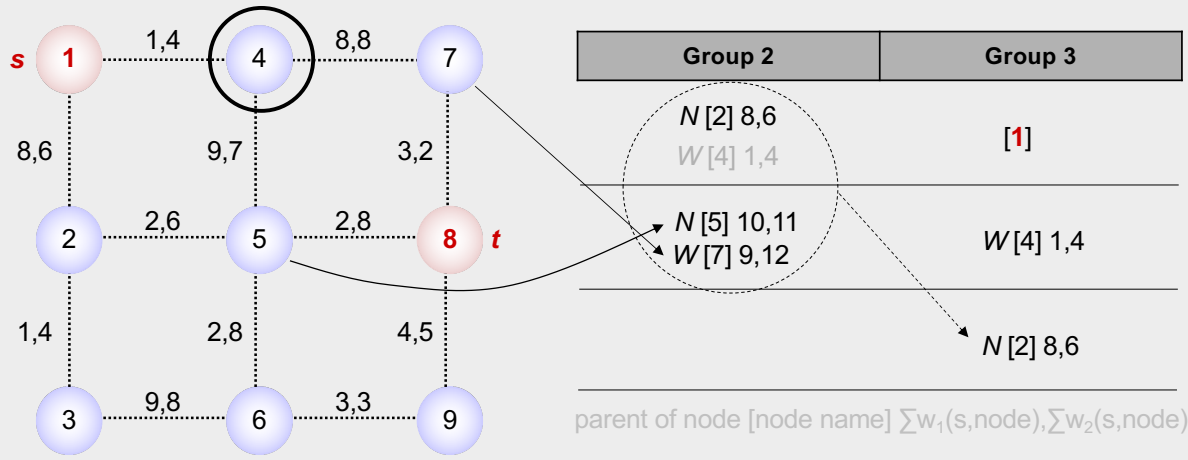 s 1 1,4 4 8,8 7
8,6 9,7 3,2
2 2,6 5 2,8 8 t
1,4 2,8 4,5
3 9,8 6 3,3 9
Group 2 Group 3
N [2] 8,6
W [4] 1,4
[1]
N [5] 10,11
W [7] 9,12
W [4] 1,4
N [2] 8,6
parent of node [node name] ∑w₁(s,node),∑w₂(s,node)